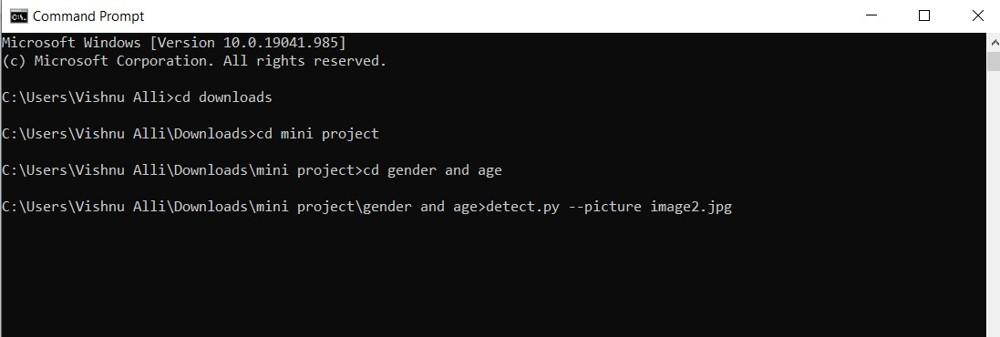 Command Prompt
Microsoft Windows [Version 10.0.19041.985]
(c) Microsoft Corporation. All rights reserved.
C:\Users\Vishnu Alli>cd downloads
C:\Users\Vishnu Alli\Downloads>cd mini project
C:\Users\Vishnu Alli\Downloads\mini project>cd gender and age
C:\Users\Vishnu Alli\Downloads\mini project\gender and age>detect.py --picture image2.jpg